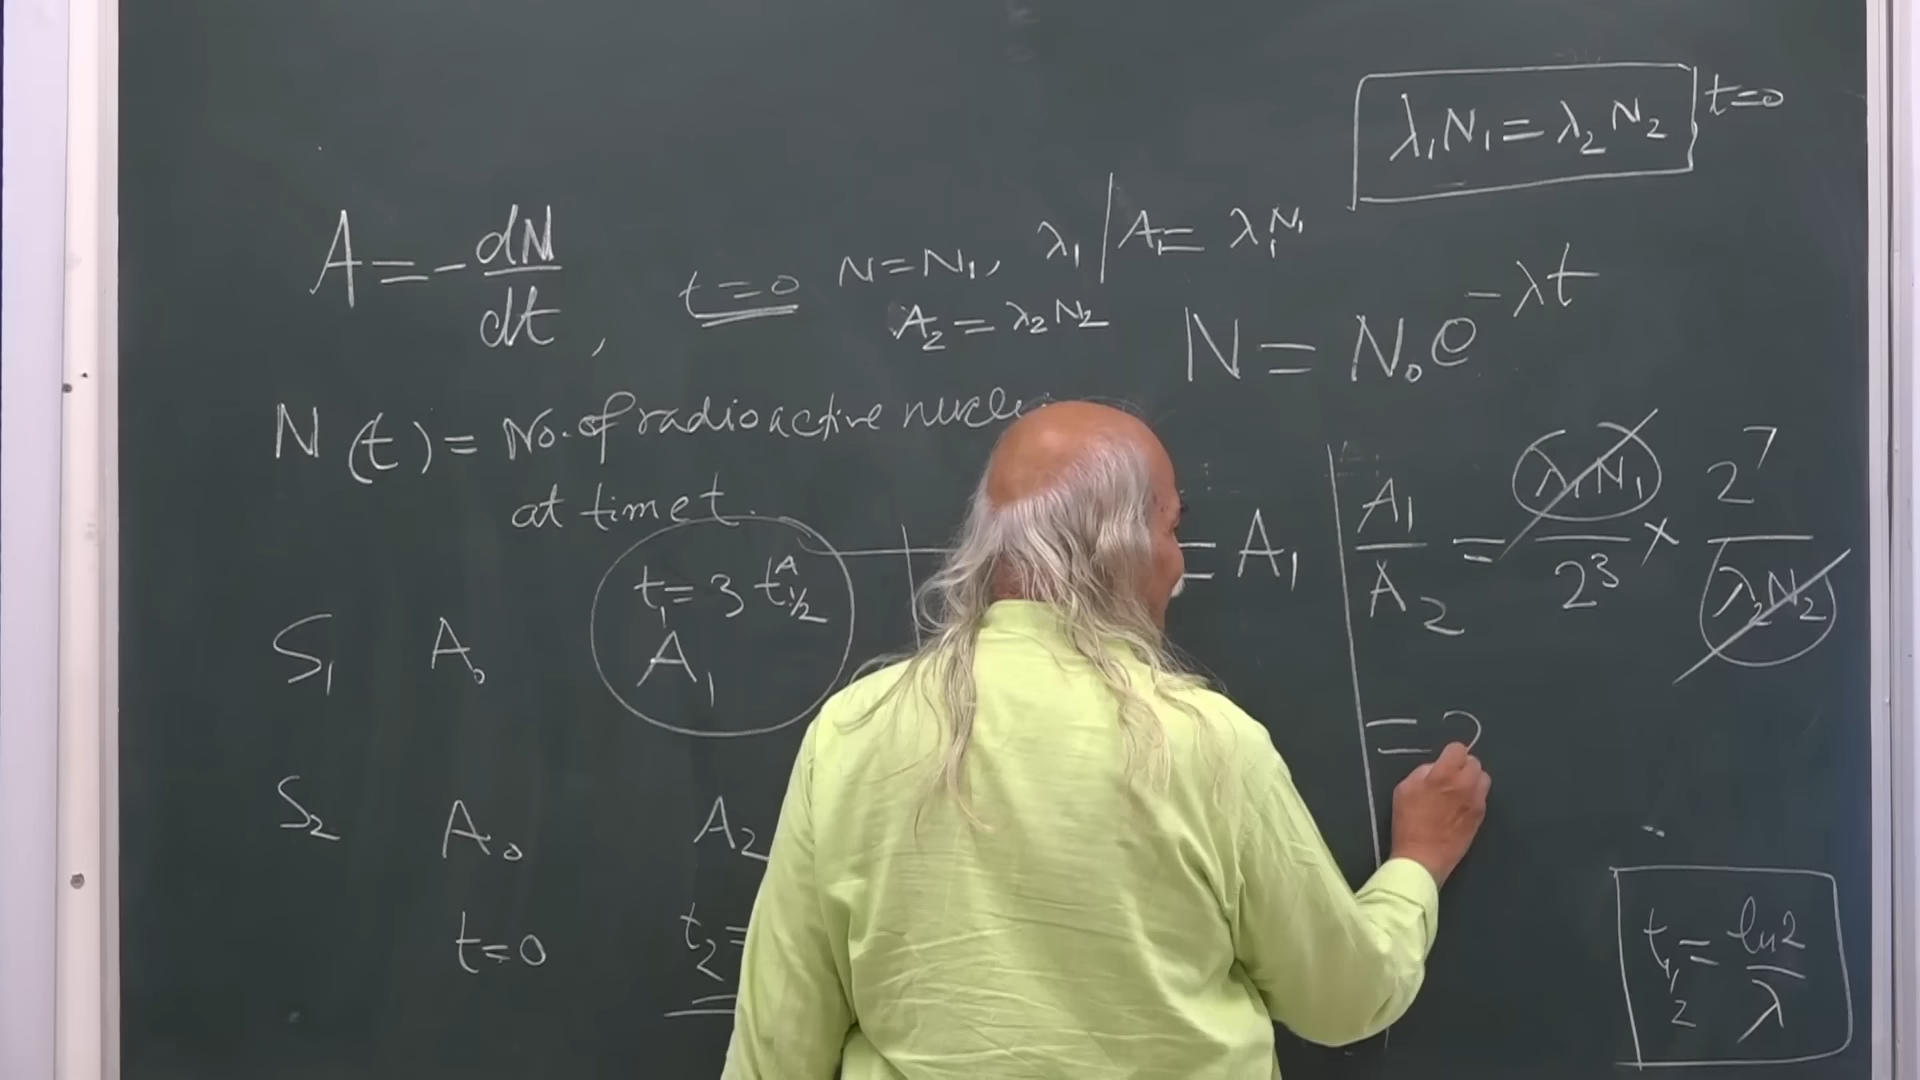 λ₁N₁ = λ₂N₂ t=0
A = -dN/dt , t=0 N=N₁, λ₁ | A₁ = λ₁N₁
A₂ = λ₂N₂
N = N₀e^(-λt)
N(t) = No. of radioactive
at time t.
S₁ A₀ t₁ = 3 t^A_1/2
A₁
= A₁
A₁/A₂ = λ₁N₁/2³ × 2⁷/λ₂N₂
=
S₂ A₀ A₂
t=0 t₂=
t_1/2 = ln2/λ